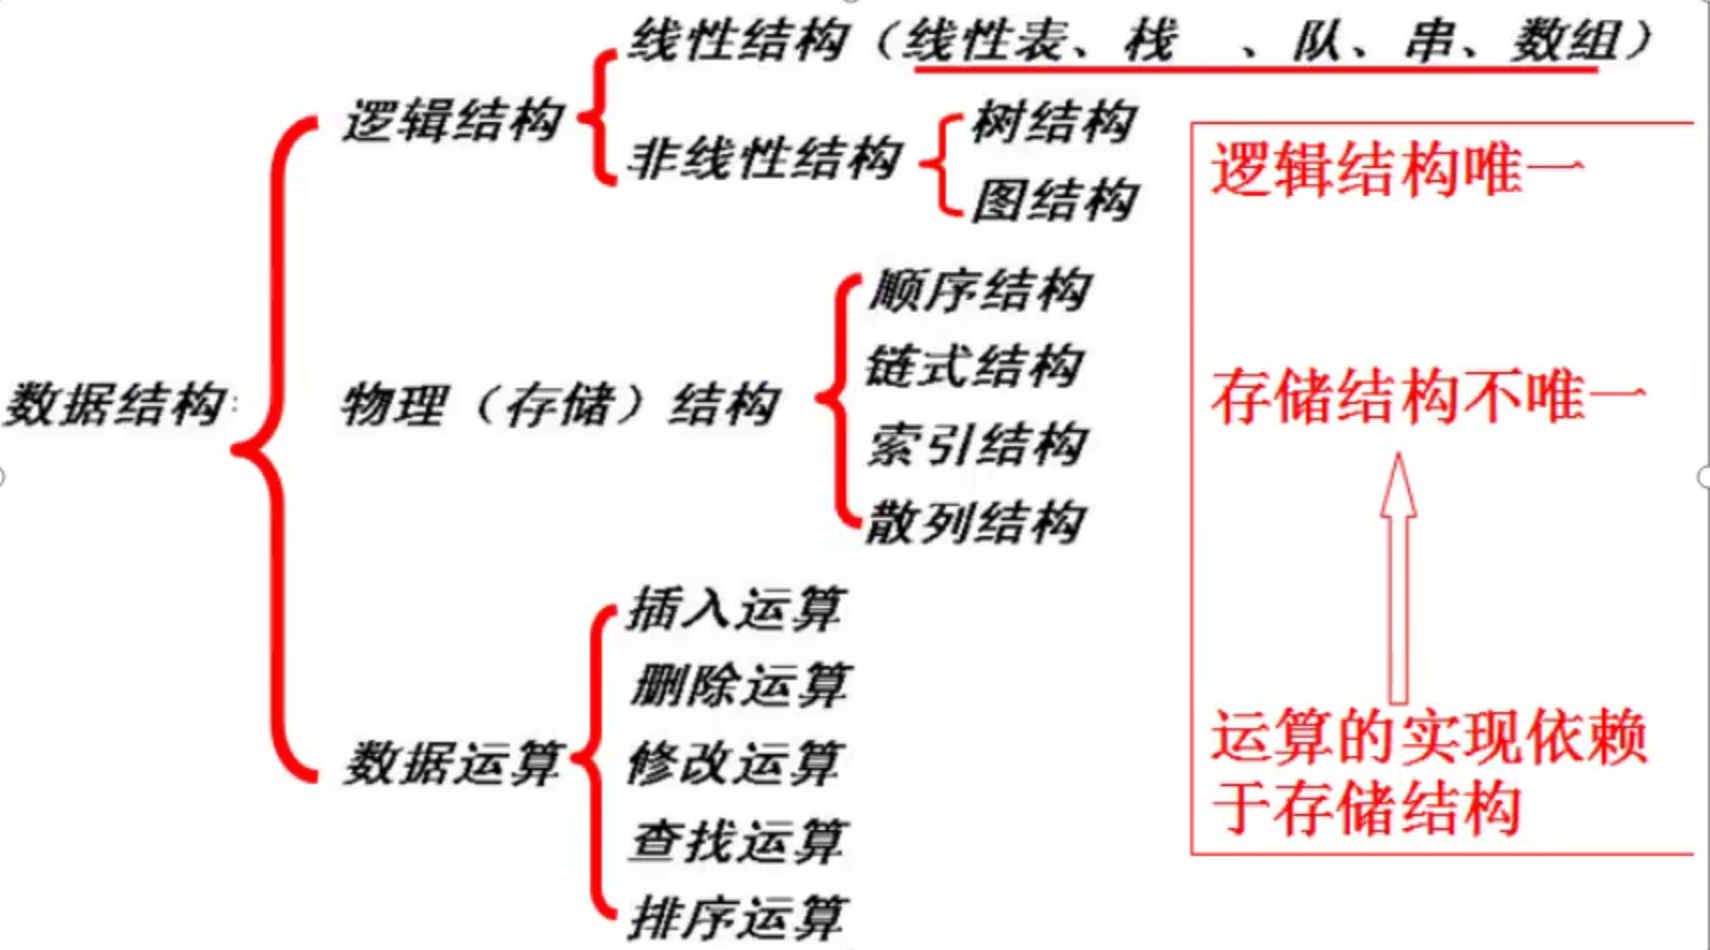 线性结构（线性表、栈 、队、串、数组）
逻辑结构
树结构
非线性结构
图结构
逻辑结构唯一
顺序结构
链式结构
数据结构:
物理（存储）结构
存储结构不唯一
索引结构
散列结构
插入运算
删除运算
数据运算
修改运算
运算的实现依赖
于存储结构
查找运算
排序运算